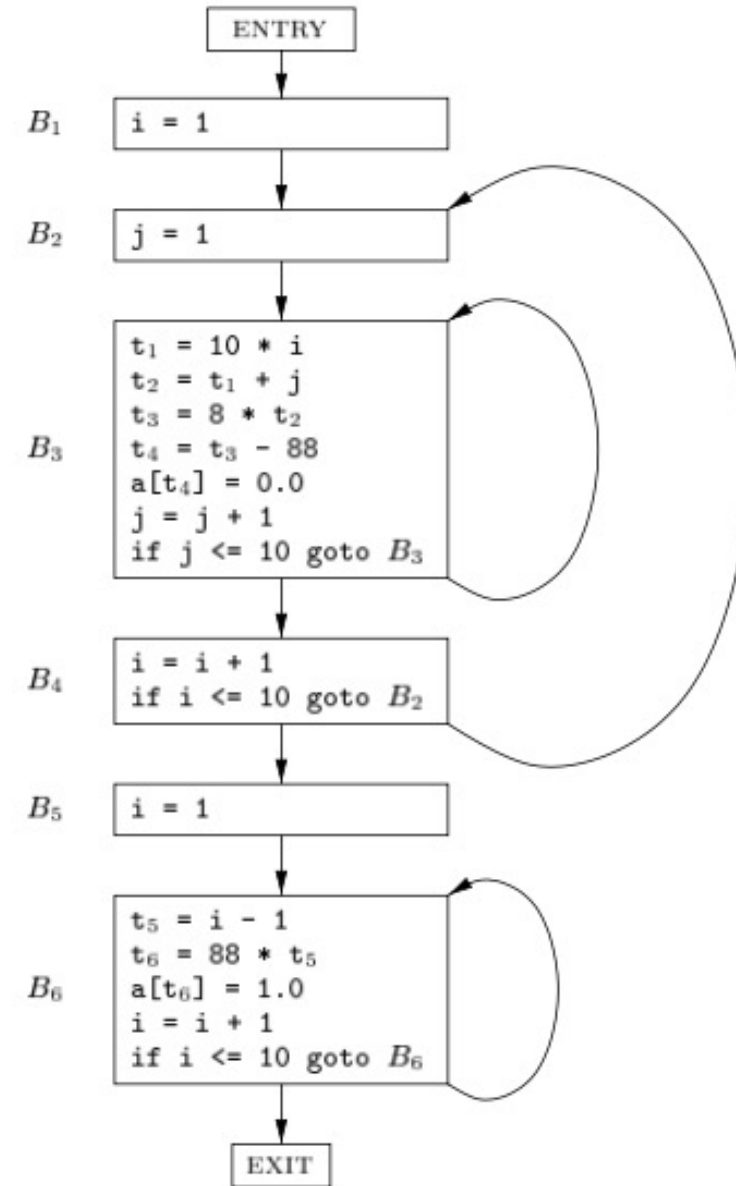 ENTRY
B₁ i = 1
B₂ j = 1
t₁ = 10 * i
t₂ = t₁ + j
t₃ = 8 * t₂
B₃ t₄ = t₃ - 88
a[t₄] = 0.0
j = j + 1
if j <= 10 goto B₃
B₄ i = i + 1
if i <= 10 goto B₂
B₅ i = 1
t₅ = i - 1
t₆ = 88 * t₅
B₆ a[t₆] = 1.0
i = i + 1
if i <= 10 goto B₆
EXIT